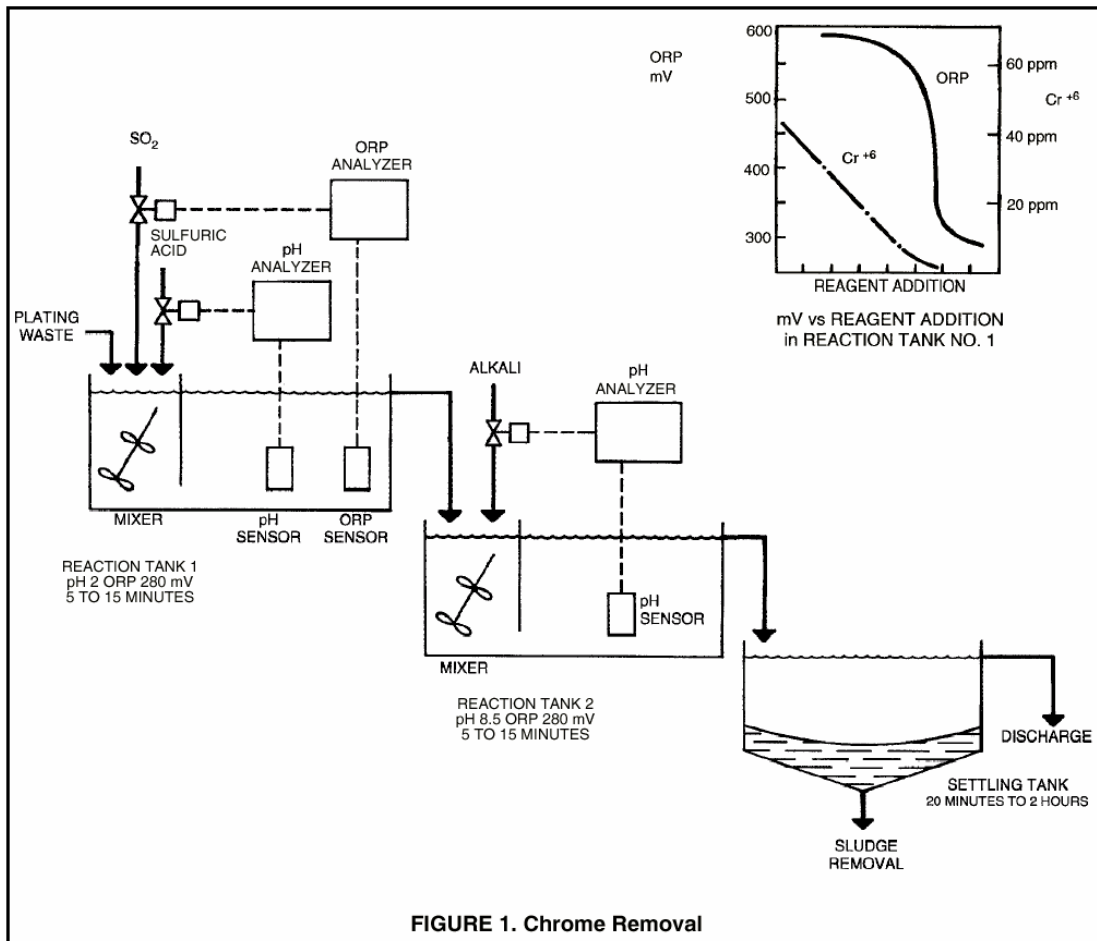 600
500
400
300
ORP
mV
60 ppm
Cr +6
40 ppm
20 ppm
ORP
Cr +6
REAGENT ADDITION
mV vs REAGENT ADDITION
in REACTION TANK NO. 1
SO2
ORP
ANALYZER
SULFURIC
ACID
pH
ANALYZER
PLATING
WASTE
MIXER
pH
SENSOR
ORP
SENSOR
REACTION TANK 1
pH 2 ORP 280 mV
5 TO 15 MINUTES
ALKALI
pH
ANALYZER
pH
SENSOR
MIXER
REACTION TANK 2
pH 8.5 ORP 280 mV
5 TO 15 MINUTES
DISCHARGE
SETTLING TANK
20 MINUTES TO 2 HOURS
SLUDGE
REMOVAL
FIGURE 1. Chrome Removal